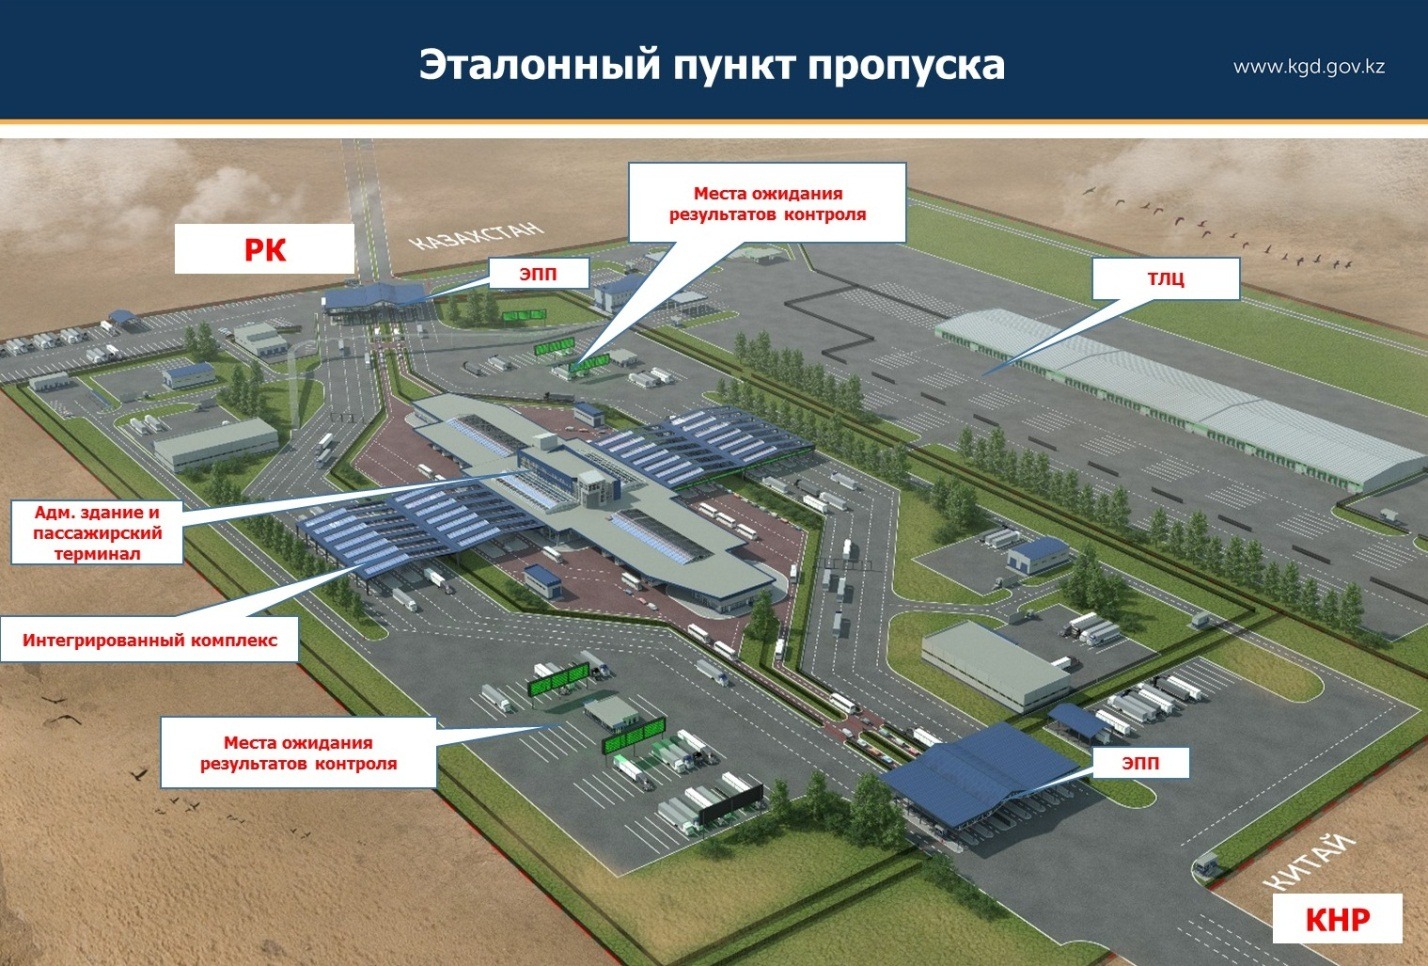 Эталонный пункт пропуска
www.kgd.gov.kz
Места ожидания
результатов контроля
РК
КАЗАХСТАН
ЭПП
ТЛЦ
Адм. здание и
пассажирский
терминал
Интегрированный комплекс
Места ожидания
результатов контроля
ЭПП
КИТАЙ
КНР